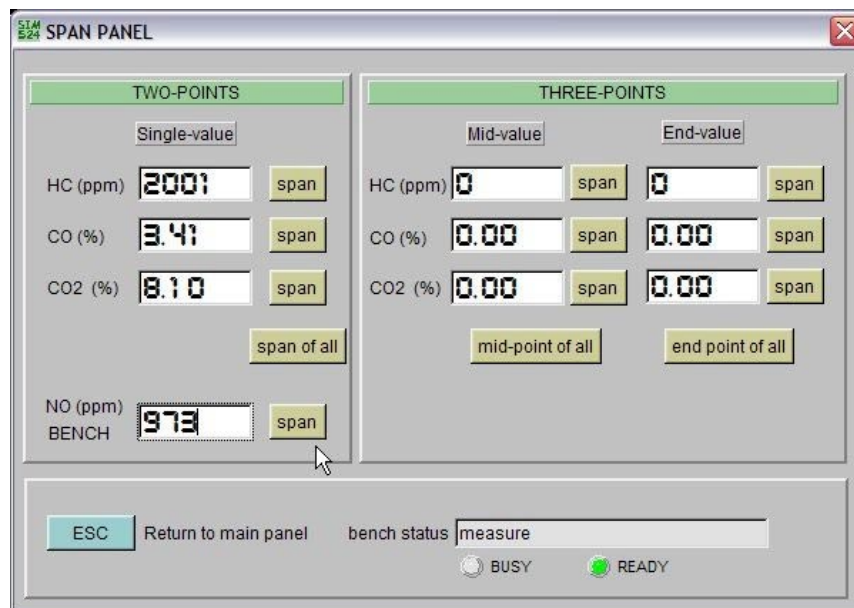 SIM
524 SPAN PANEL
TWO-POINTS
Single-value
HC (ppm) 2001 span
CO (%) 3.41 span
CO2 (%) 8.10 span
span of all
NO (ppm)
BENCH 973 span
THREE-POINTS
Mid-value End-value
HC (ppm) 0 span 0 span
CO (%) 0.00 span 0.00 span
CO2 (%) 0.00 span 0.00 span
mid-point of all end point of all
ESC Return to main panel bench status measure
BUSY READY